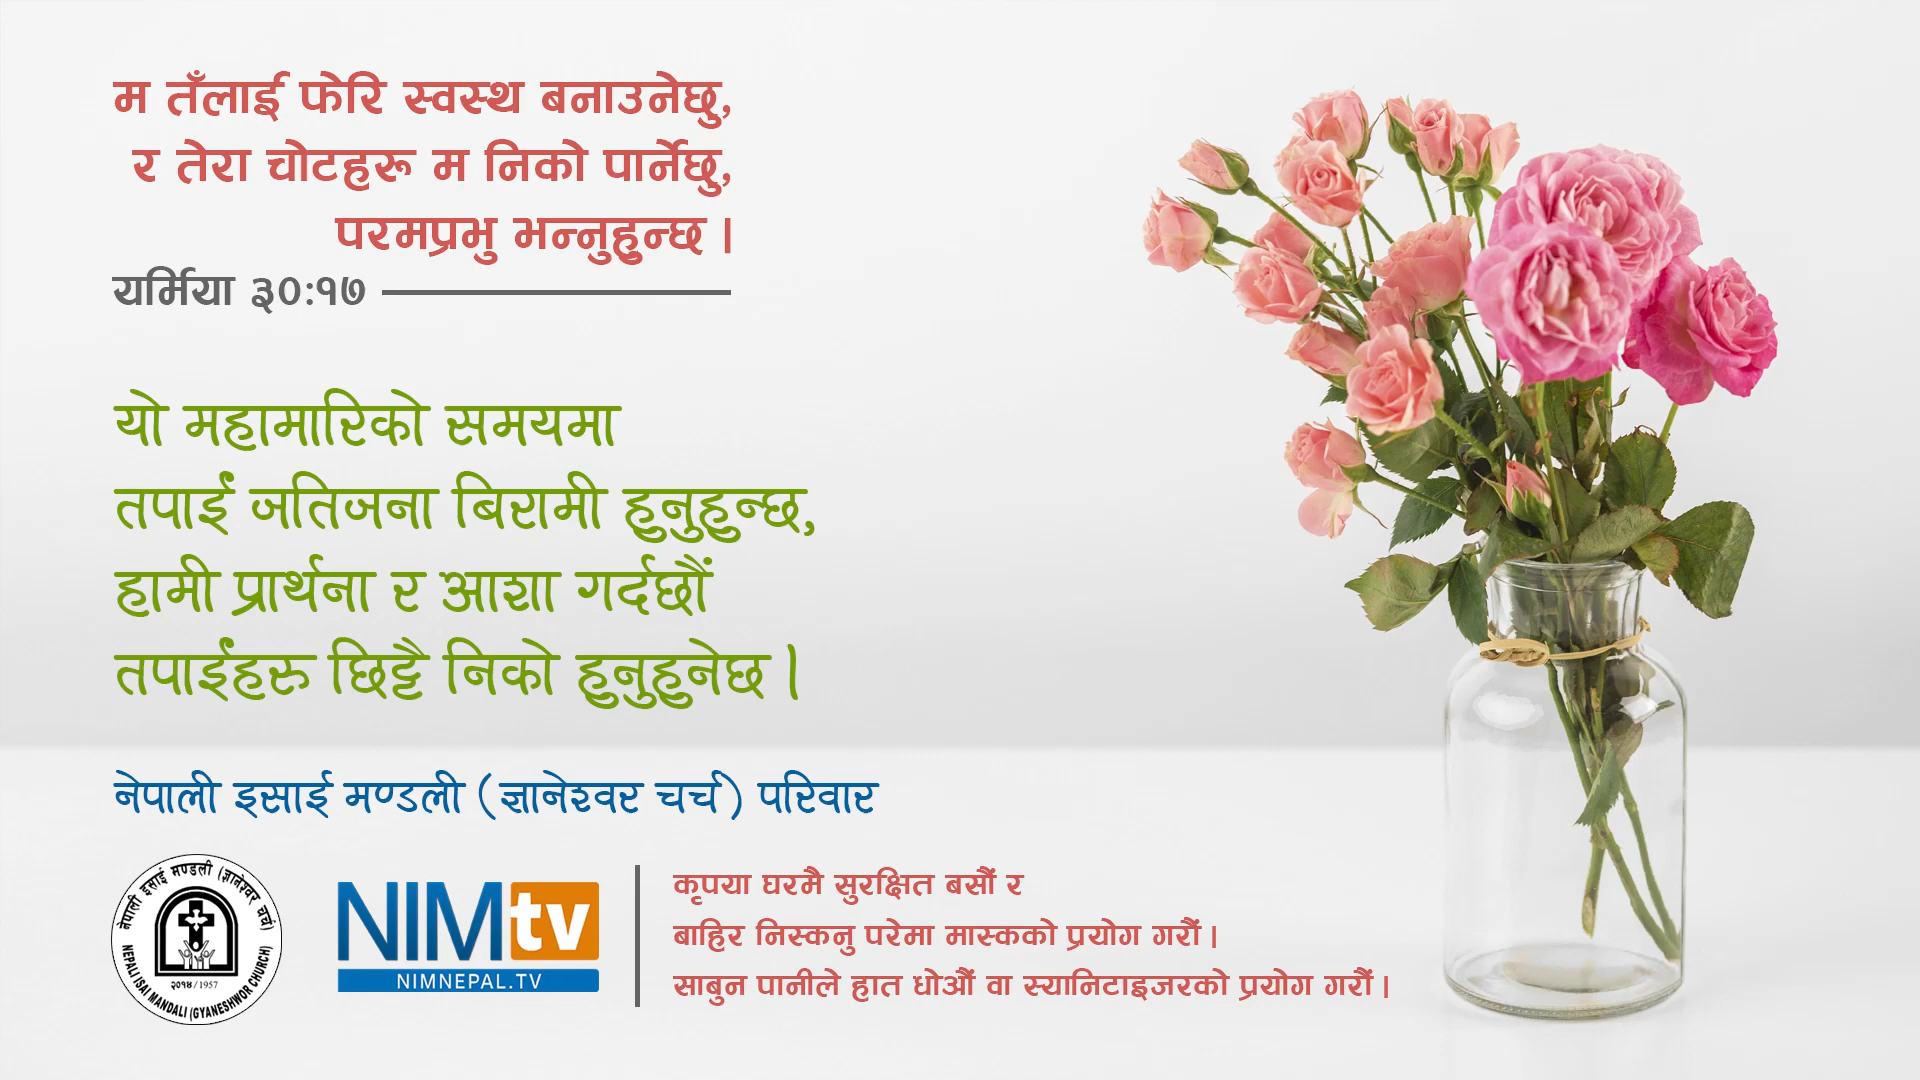 म तँलाई फेरि स्वस्थ बनाउनेछु,
र तेरा चोटहरू म निको पार्नेछु,
परमप्रभु भन्नुहुन्छ ।
यर्मिया ३०:१७
यो महामारिको समयमा
तपाईं जतिजना बिरामी हुनुहुन्छ,
हामी प्रार्थना र आशा गर्दछौं
तपाईंहरु छिट्टै निको हुनुहुनेछ ।
नेपाली इसाई मण्डली (ज्ञानेश्वर चर्च) परिवार
नेपाली इसाई मण्डली (ज्ञानेश्वर चर्च)
२०१४/1957
NEPALI ISAI MANDALI (GYANESHWOR CHURCH)
NIMtv
NIMNEPAL.TV
कृपया घरमै सुरक्षित बसौं र
बाहिर निस्कनु परेमा मास्कको प्रयोग गरौं ।
साबुन पानीले हात धोऔं वा स्यानिटाइजरको प्रयोग गरौं ।